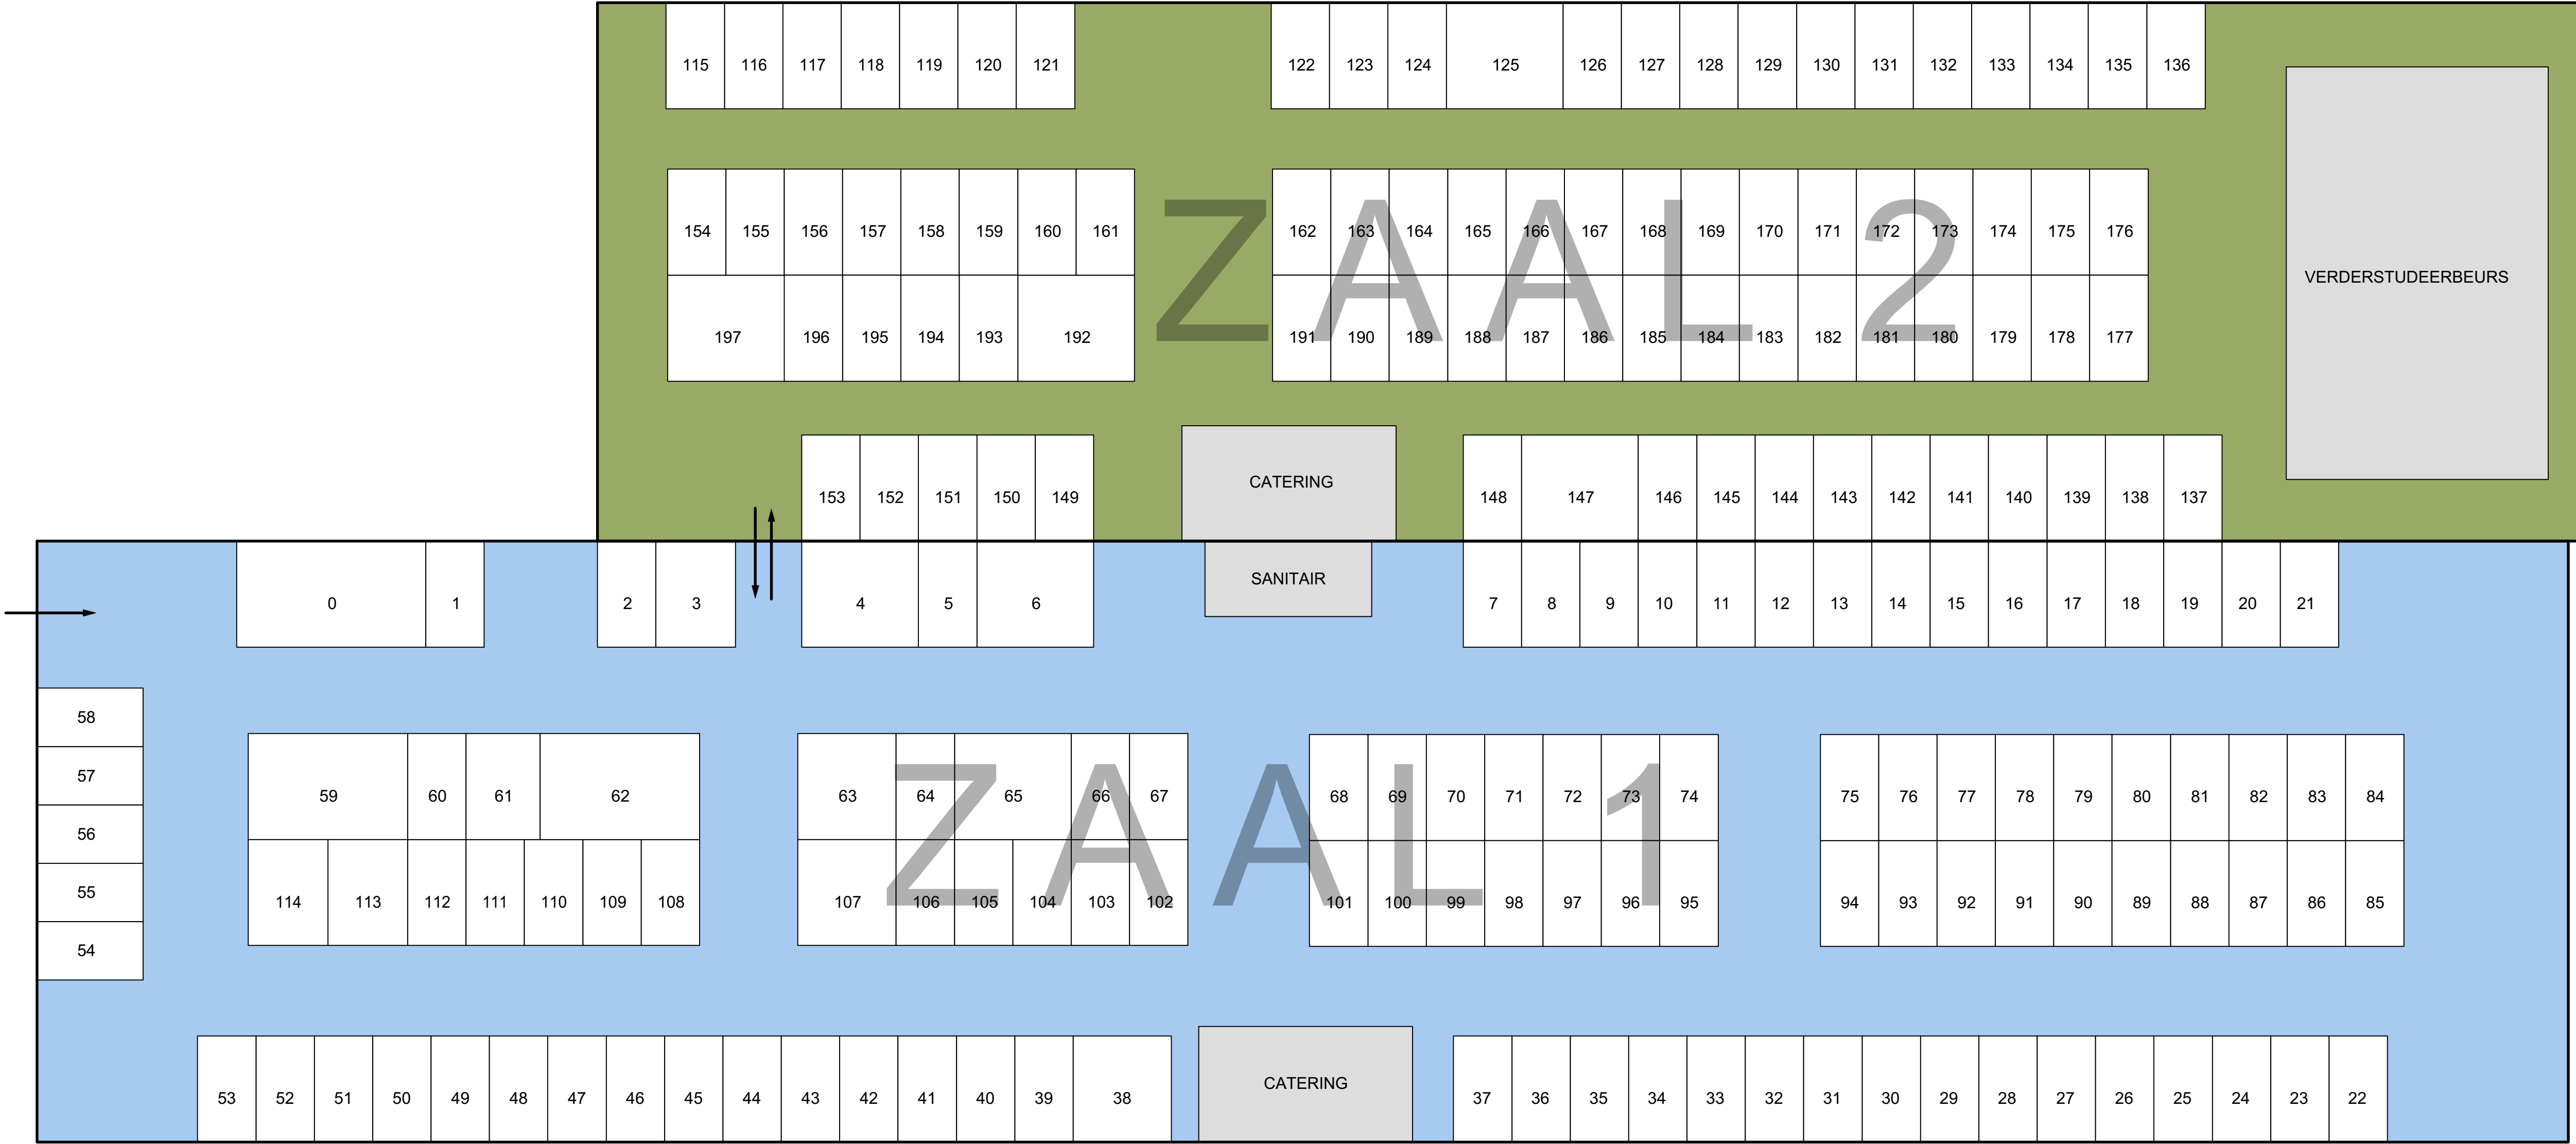 115 116 117 118 119 120 121 122 123 124 125 126 127 128 129 130 131 132 133 134 135 136
154 155 156 157 158 159 160 161 162 163 164 165 166 167 168 169 170 171 172 173 174 175 176
ZAAL 2
VERDERSTUDEERBEURS
197 196 195 194 193 192 191 190 189 188 187 186 185 184 183 182 181 180 179 178 177
CATERING
153 152 151 150 149 148 147 146 145 144 143 142 141 140 139 138 137
SANITAIR
0 1 2 3 4 5 6 7 8 9 10 11 12 13 14 15 16 17 18 19 20 21
58
57
56
55
54
59 60 61 62 63 64 65 66 67 68 69 70 71 72 73 74 75 76 77 78 79 80 81 82 83 84
ZAAL 1
114 113 112 111 110 109 108 107 106 105 104 103 102 101 100 99 98 97 96 95 94 93 92 91 90 89 88 87 86 85
CATERING
53 52 51 50 49 48 47 46 45 44 43 42 41 40 39 38 37 36 35 34 33 32 31 30 29 28 27 26 25 24 23 22